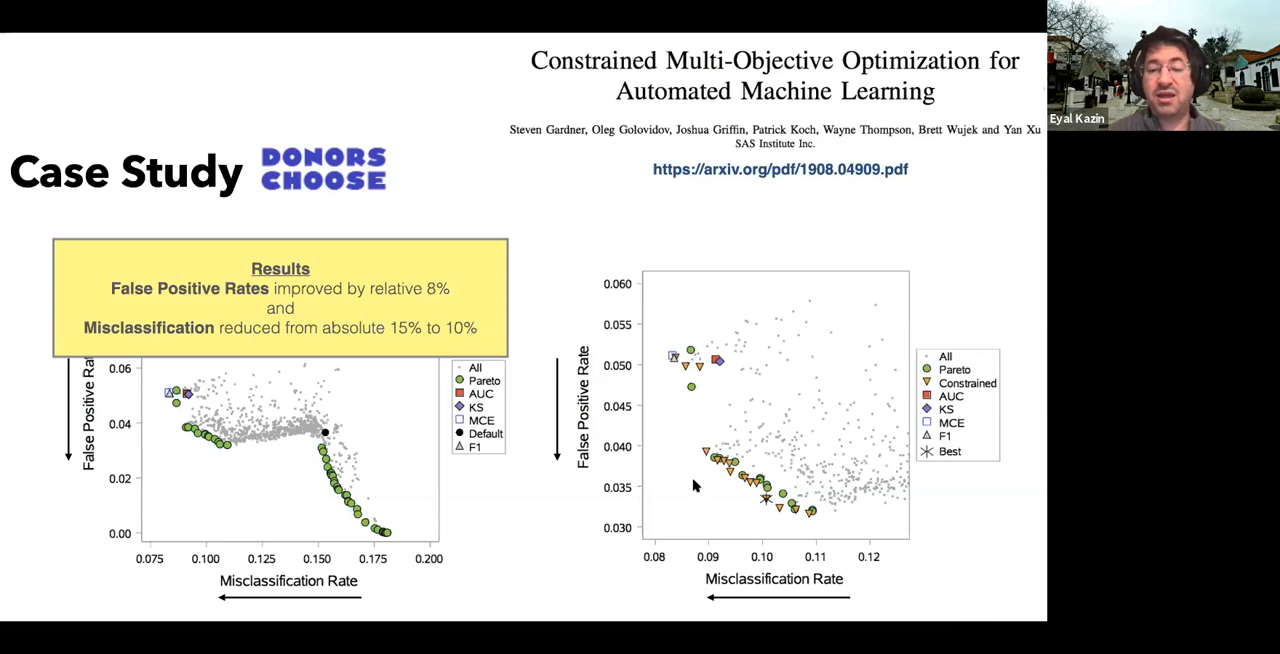 Constrained Multi-Objective Optimization for
Automated Machine Learning
Steven Gardner, Oleg Golovidov, Joshua Griffin, Patrick Koch, Wayne Thompson, Brett Wujek and Yan Xu
SAS Institute Inc.
https://arxiv.org/pdf/1908.04909.pdf
Eyal Kazin
Case Study
DONORS
CHOOSE
Results
False Positive Rates improved by relative 8%
and
Misclassification reduced from absolute 15% to 10%
False Positive Rate
0.06
0.04
0.02
0.00
0.075 0.100 0.125 0.150 0.175 0.200
Misclassification Rate
All
Pareto
AUC
KS
MCE
Default
F1
False Positive Rate
0.060
0.055
0.050
0.045
0.040
0.035
0.030
0.08 0.09 0.10 0.11 0.12
Misclassification Rate
All
Pareto
Constrained
AUC
KS
MCE
F1
Best